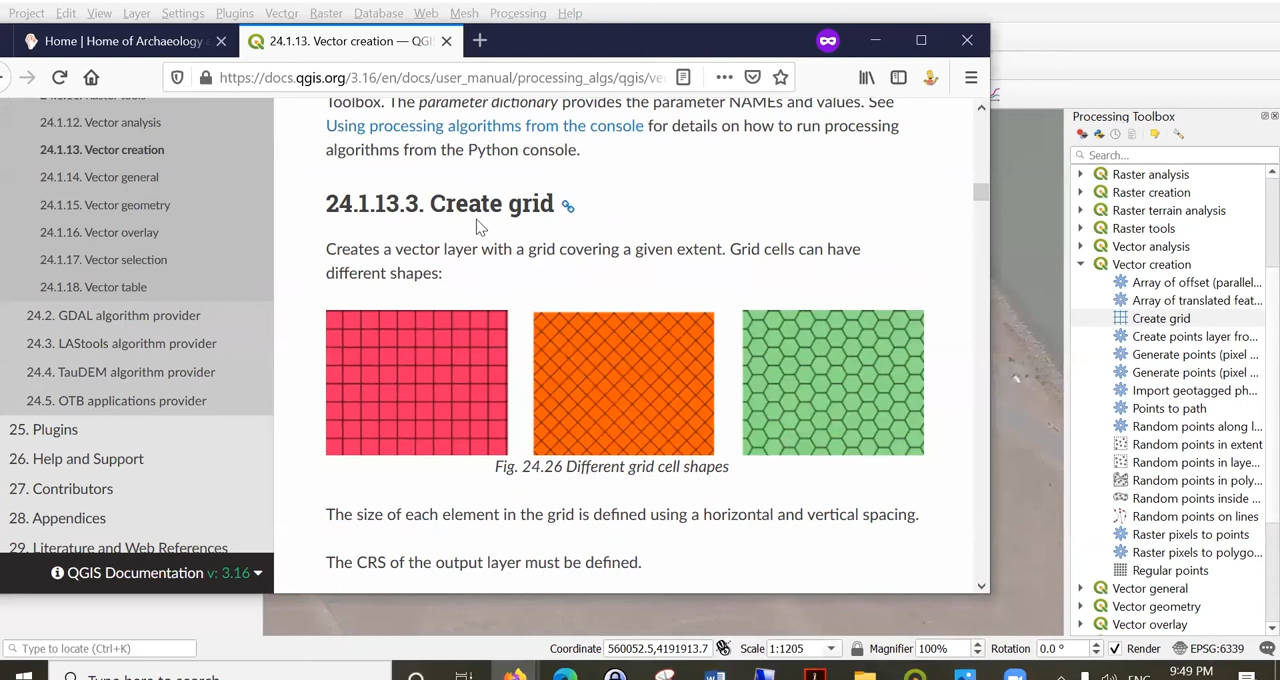 Project Edit View Layer Settings Plugins Vector Raster Database Web Mesh Processing Help
Home | Home of Archaeology
24.1.13. Vector creation — QGI
https://docs.qgis.org/3.16/en/docs/user_manual/processing_algs/qgis/ve
24.1.12. Vector analysis
24.1.13. Vector creation
24.1.14. Vector general
24.1.15. Vector geometry
24.1.16. Vector overlay
24.1.17. Vector selection
24.1.18. Vector table
24.2. GDAL algorithm provider
24.3. LAStools algorithm provider
24.4. TauDEM algorithm provider
24.5. OTB applications provider
25. Plugins
26. Help and Support
27. Contributors
28. Appendices
29. Literature and Web References
QGIS Documentation v: 3.16
Toolbox. The parameter dictionary provides the parameter NAMEs and values. See
Using processing algorithms from the console for details on how to run processing
algorithms from the Python console.
24.1.13.3. Create grid
Creates a vector layer with a grid covering a given extent. Grid cells can have
different shapes:
Fig. 24.26 Different grid cell shapes
The size of each element in the grid is defined using a horizontal and vertical spacing.
The CRS of the output layer must be defined.
Processing Toolbox
Search...
Raster analysis
Raster creation
Raster terrain analysis
Raster tools
Vector analysis
Vector creation
Array of offset (parallel...
Array of translated feat...
Create grid
Create points layer fro...
Generate points (pixel ...
Generate points (pixel ...
Import geotagged ph...
Points to path
Random points along l...
Random points in extent
Random points in laye...
Random points in poly...
Random points inside ...
Random points on lines
Raster pixels to points
Raster pixels to polygo...
Regular points
Vector general
Vector geometry
Vector overlay
Type to locate (Ctrl+K)
Coordinate 560052.5,4191913.7 Scale 1:1205 Magnifier 100% Rotation 0.0 ° Render EPSG:6339
Type here to search
ENG
9:49 PM